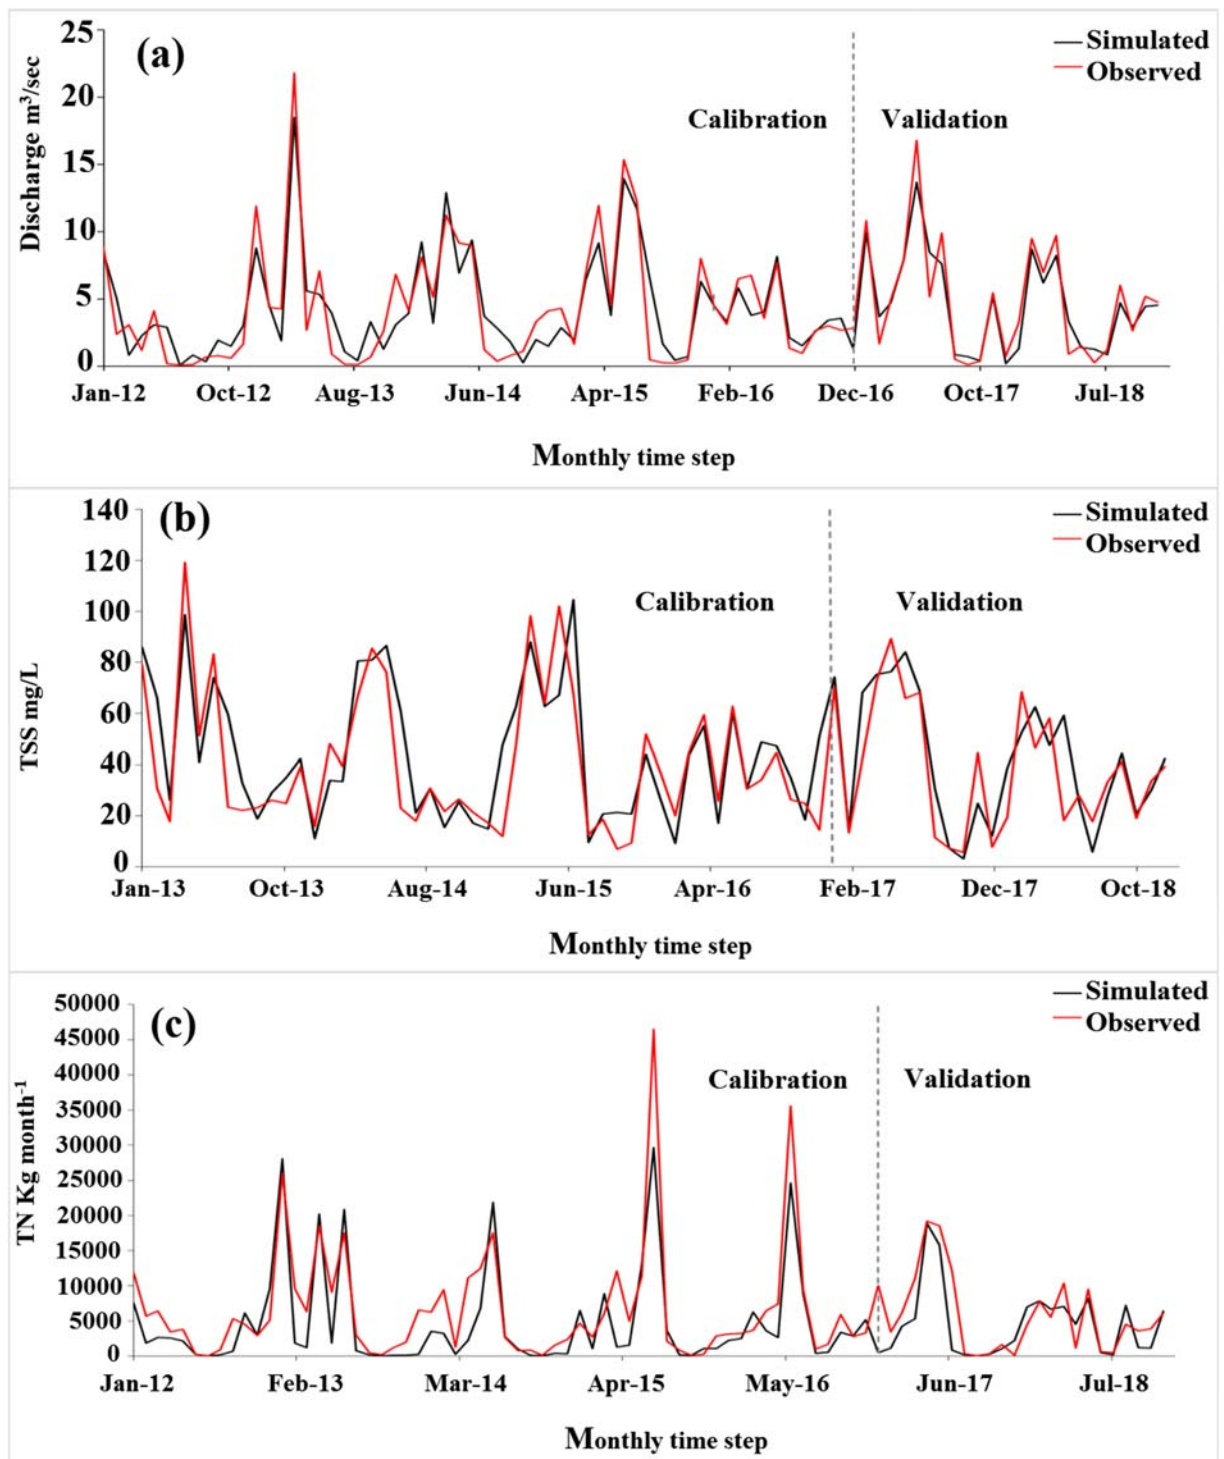 (a)
Simulated
Observed
Calibration
Validation
Discharge m³/sec
25
20
15
10
5
0
Jan-12 Oct-12 Aug-13 Jun-14 Apr-15 Feb-16 Dec-16 Oct-17 Jul-18
Monthly time step
(b)
Simulated
Observed
Calibration
Validation
TSS mg/L
140
120
100
80
60
40
20
0
Jan-13 Oct-13 Aug-14 Jun-15 Apr-16 Feb-17 Dec-17 Oct-18
Monthly time step
(c)
Simulated
Observed
Calibration
Validation
TN Kg month⁻¹
50000
45000
40000
35000
30000
25000
20000
15000
10000
5000
0
Jan-12 Feb-13 Mar-14 Apr-15 May-16 Jun-17 Jul-18
Monthly time step